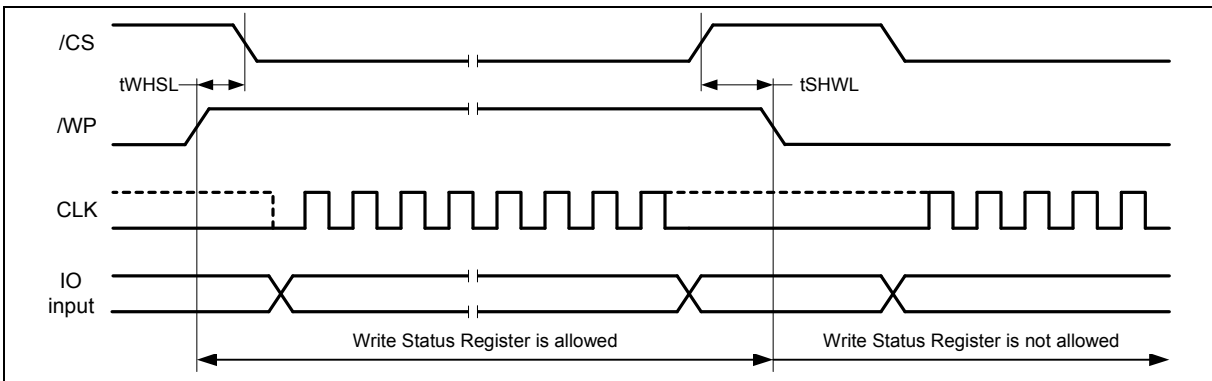 /CS
tWHSL
tSHWL
/WP
CLK
IO
input
Write Status Register is allowed
Write Status Register is not allowed